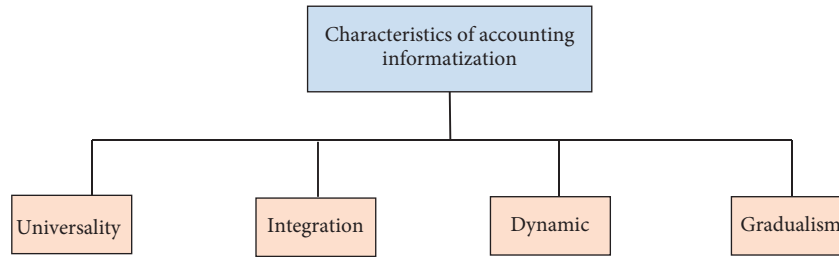 Characteristics of accounting
informatization
Universality
Integration
Dynamic
Gradualism